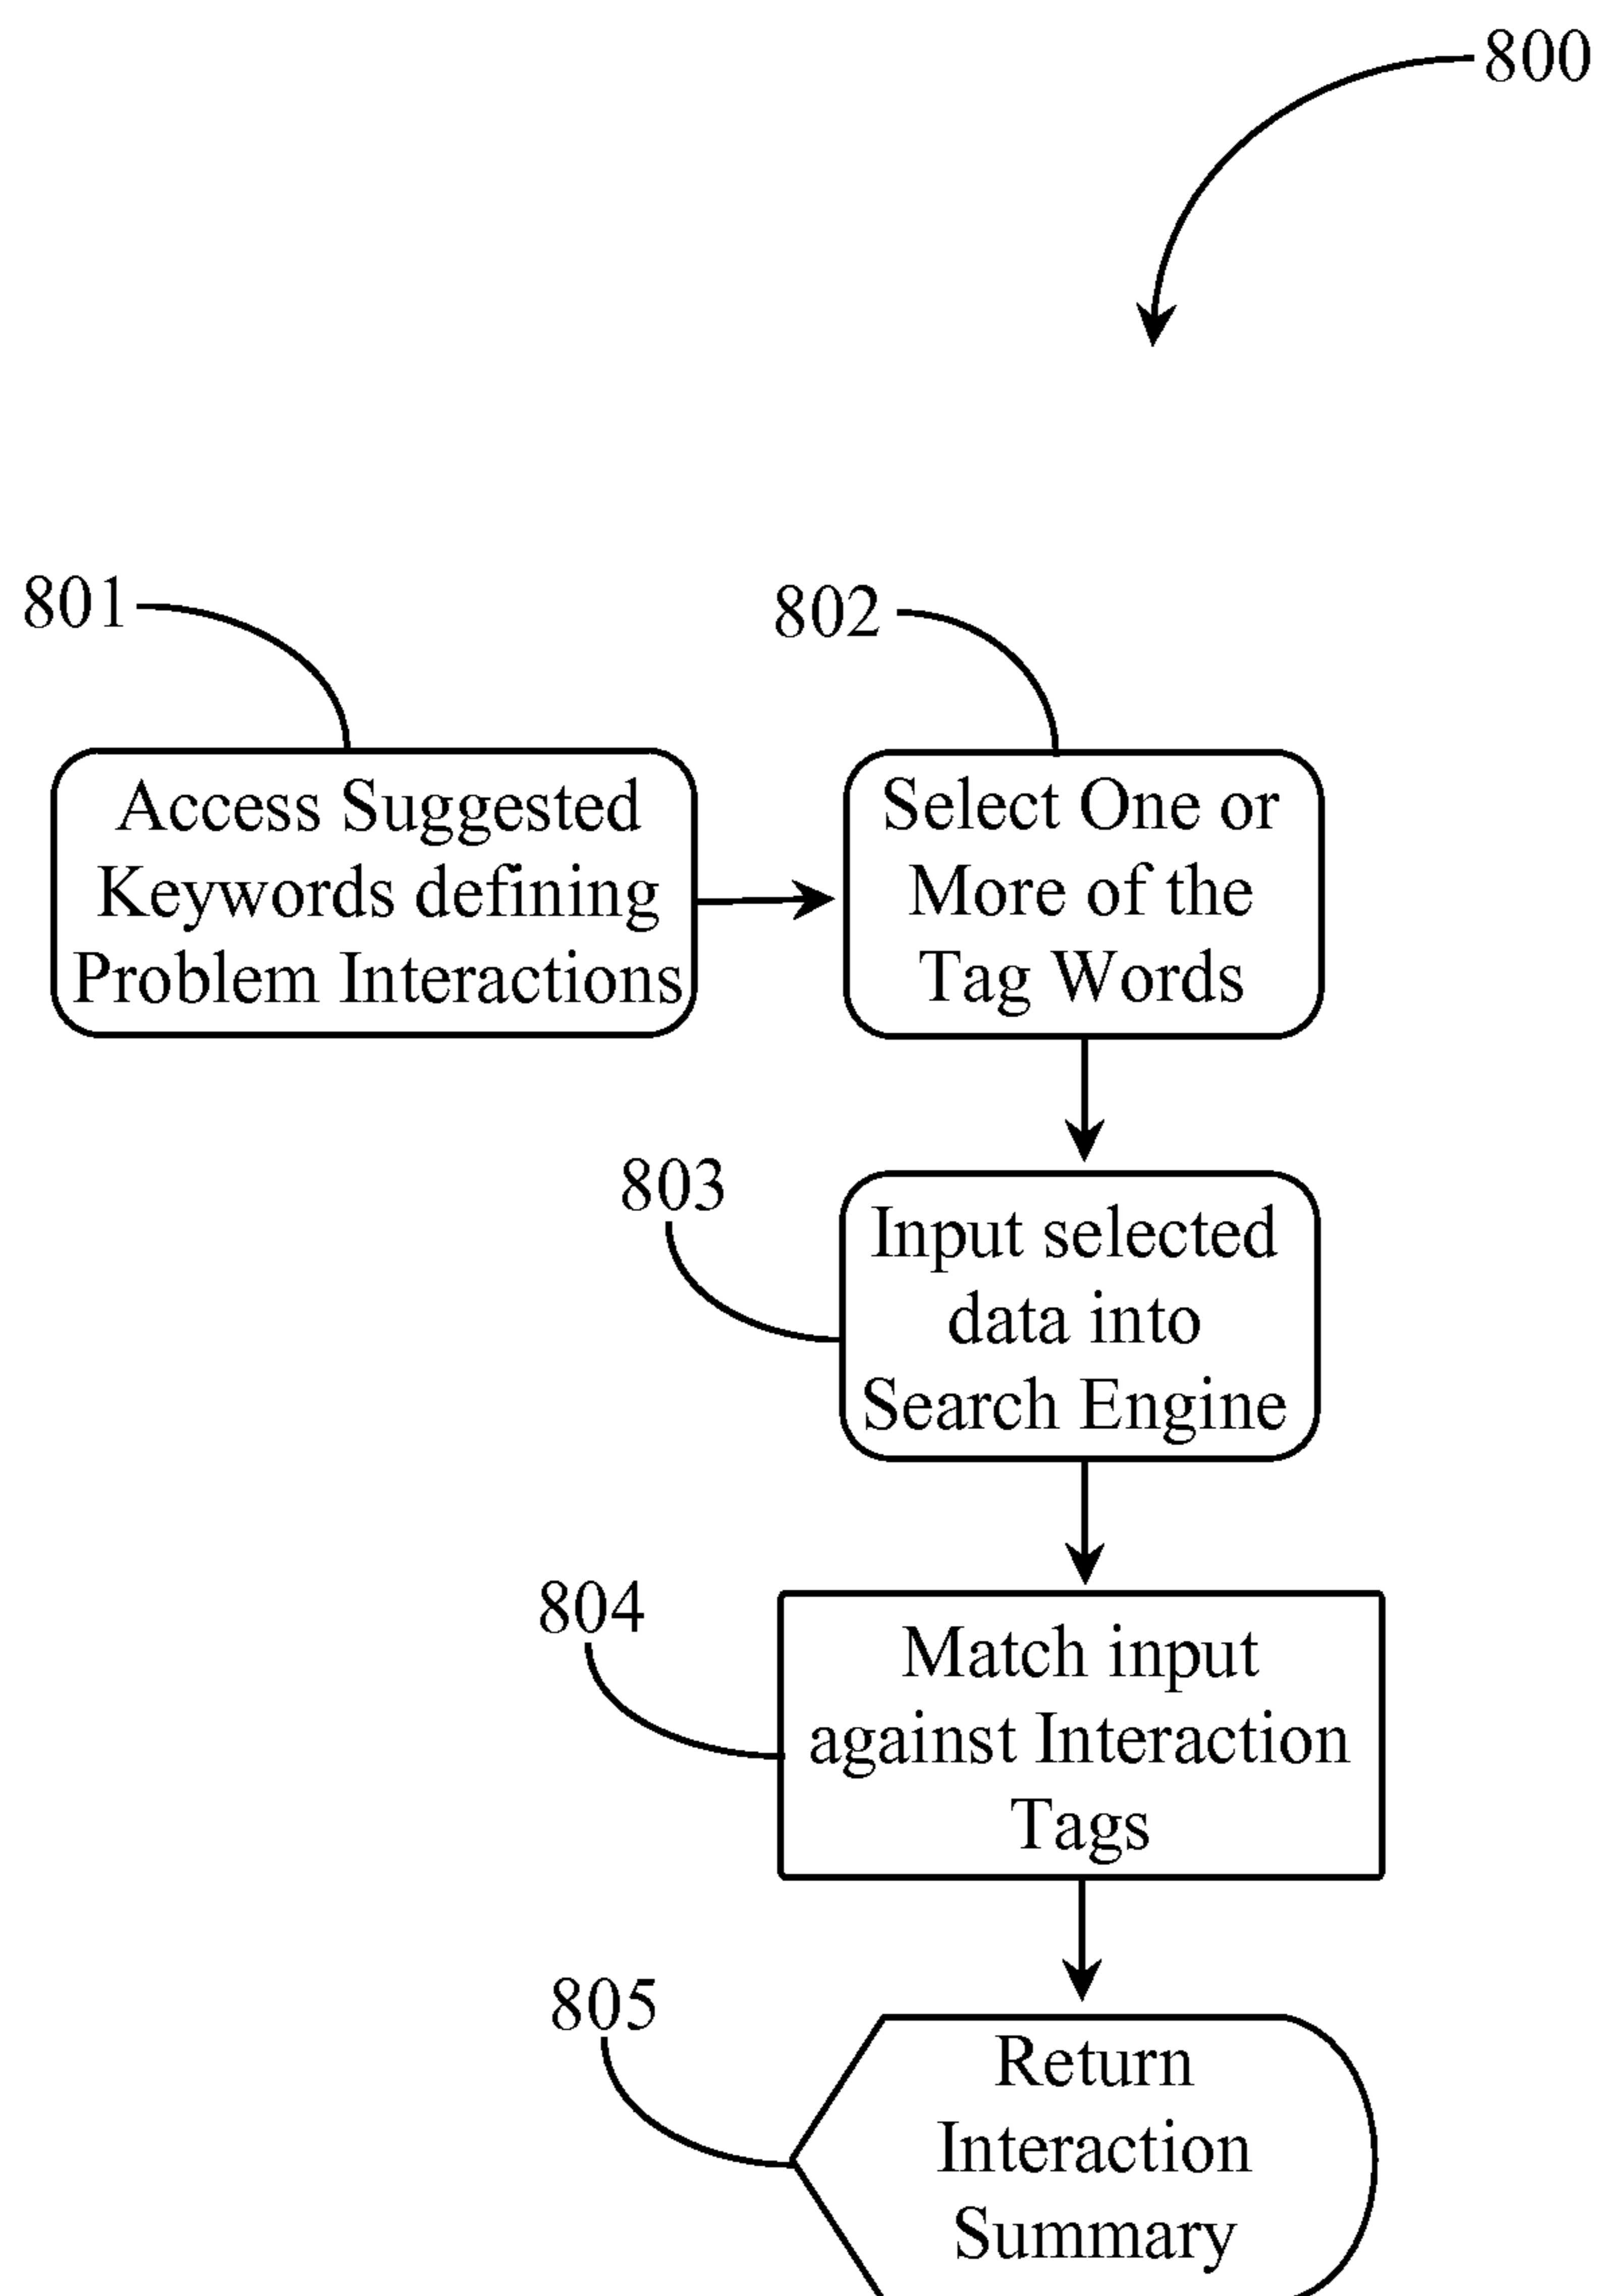 800
801
802
Access Suggested
Keywords defining
Problem Interactions
Select One or
More of the
Tag Words
803
Input selected
data into
Search Engine
804
Match input
against Interaction
Tags
805
Return
Interaction
Summary